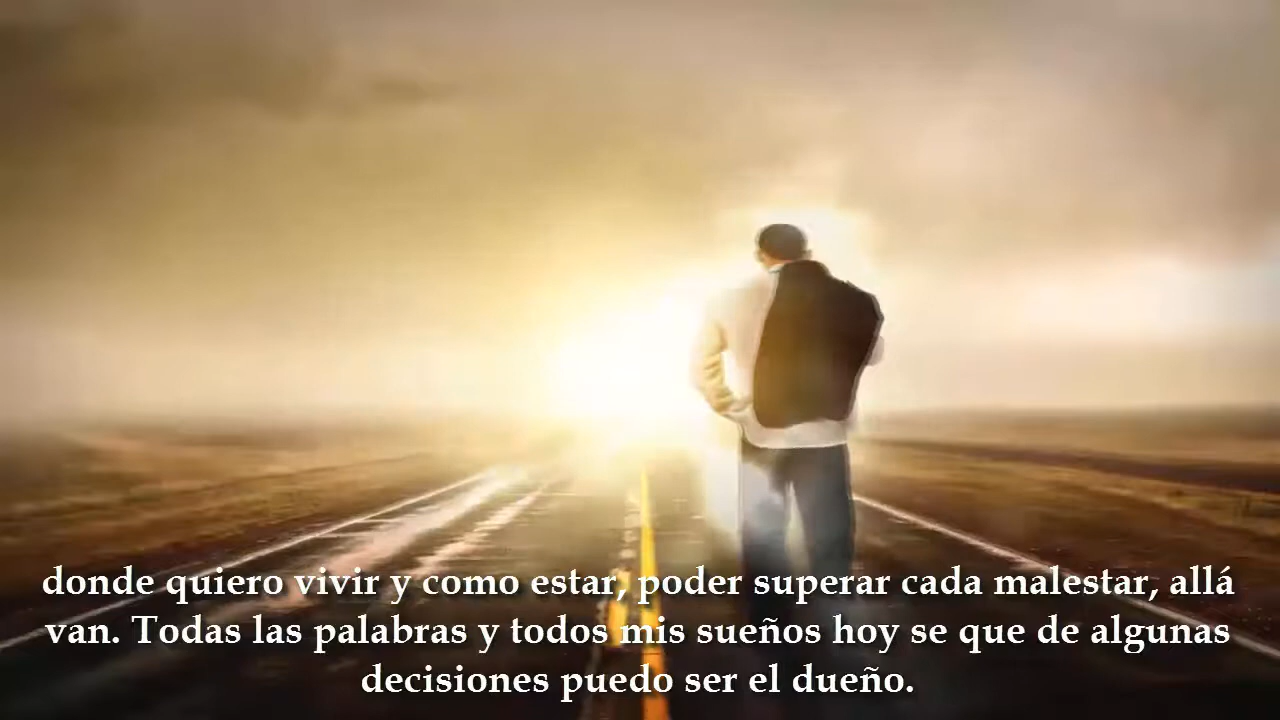 donde quiero vivir y como estar, poder superar cada malestar, allá
van. Todas las palabras y todos mis sueños hoy se que de algunas
decisiones puedo ser el dueño.